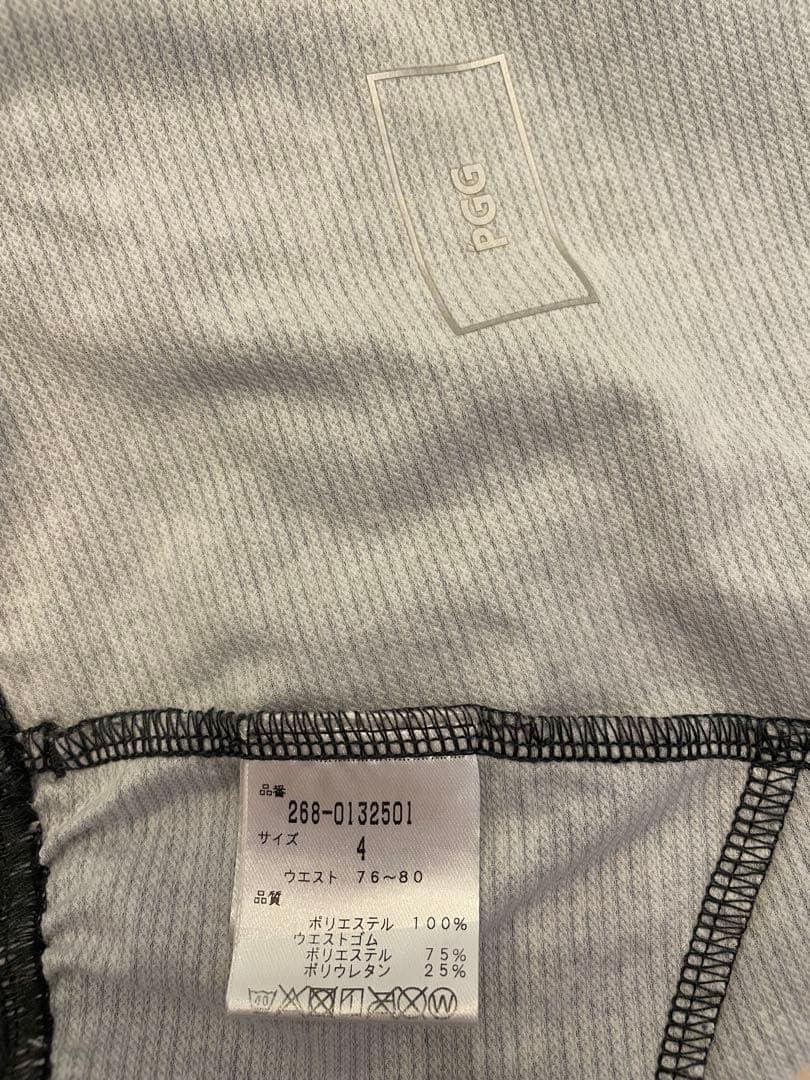 PGG
品番
268-0132501
サイズ
4
ウエスト 76~80
品質
ポリエステル 100%
ウエストゴム
ポリエステル 75%
ポリウレタン 25%
40
W